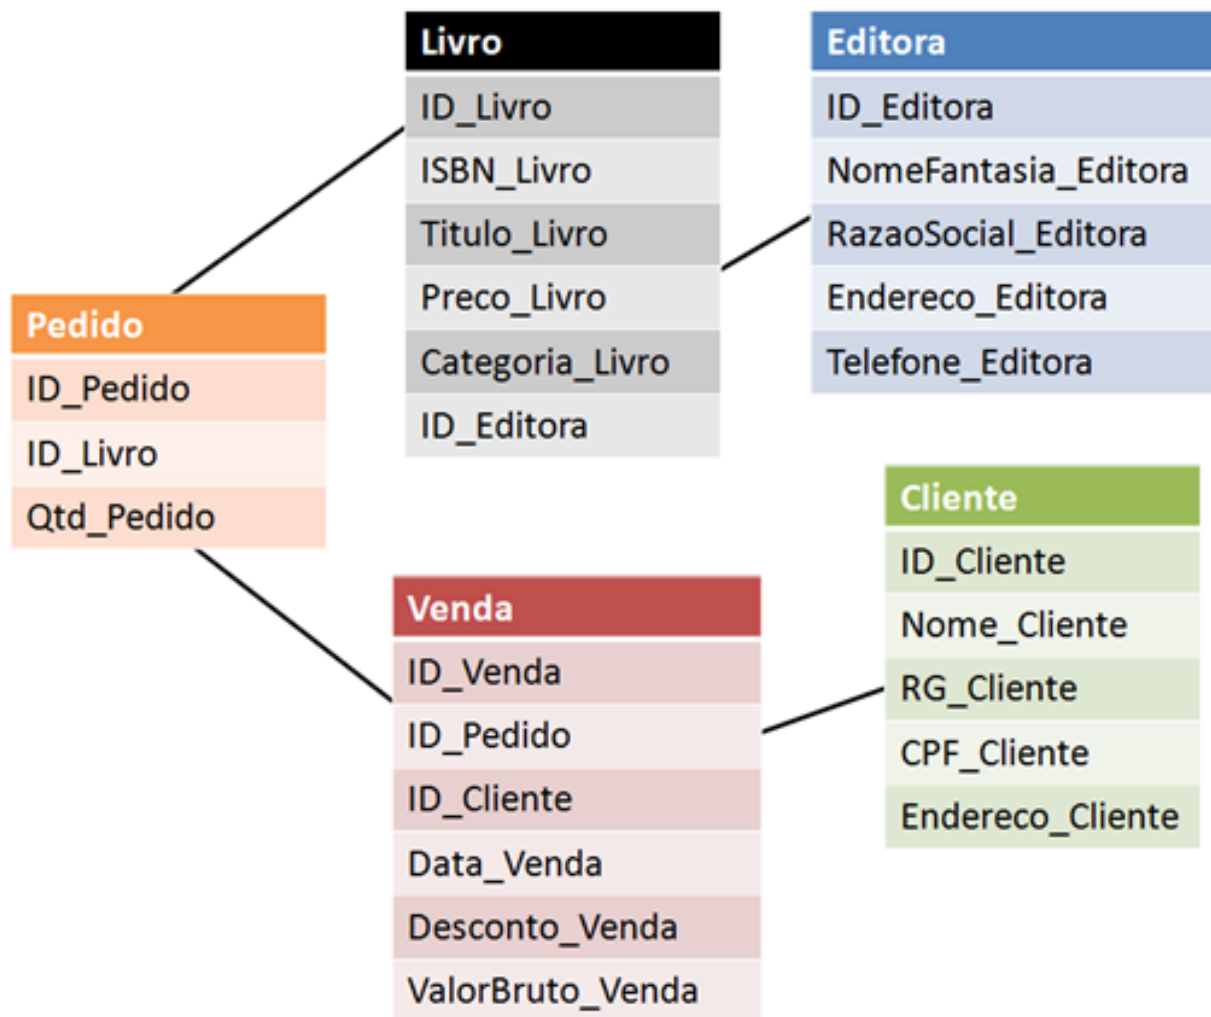 Livro
ID_Livro
ISBN_Livro
Titulo_Livro
Preco_Livro
Categoria_Livro
ID_Editora
Editora
ID_Editora
NomeFantasia_Editora
RazaoSocial_Editora
Endereco_Editora
Telefone_Editora
Pedido
ID_Pedido
ID_Livro
Qtd_Pedido
Venda
ID_Venda
ID_Pedido
ID_Cliente
Data_Venda
Desconto_Venda
ValorBruto_Venda
Cliente
ID_Cliente
Nome_Cliente
RG_Cliente
CPF_Cliente
Endereco_Cliente